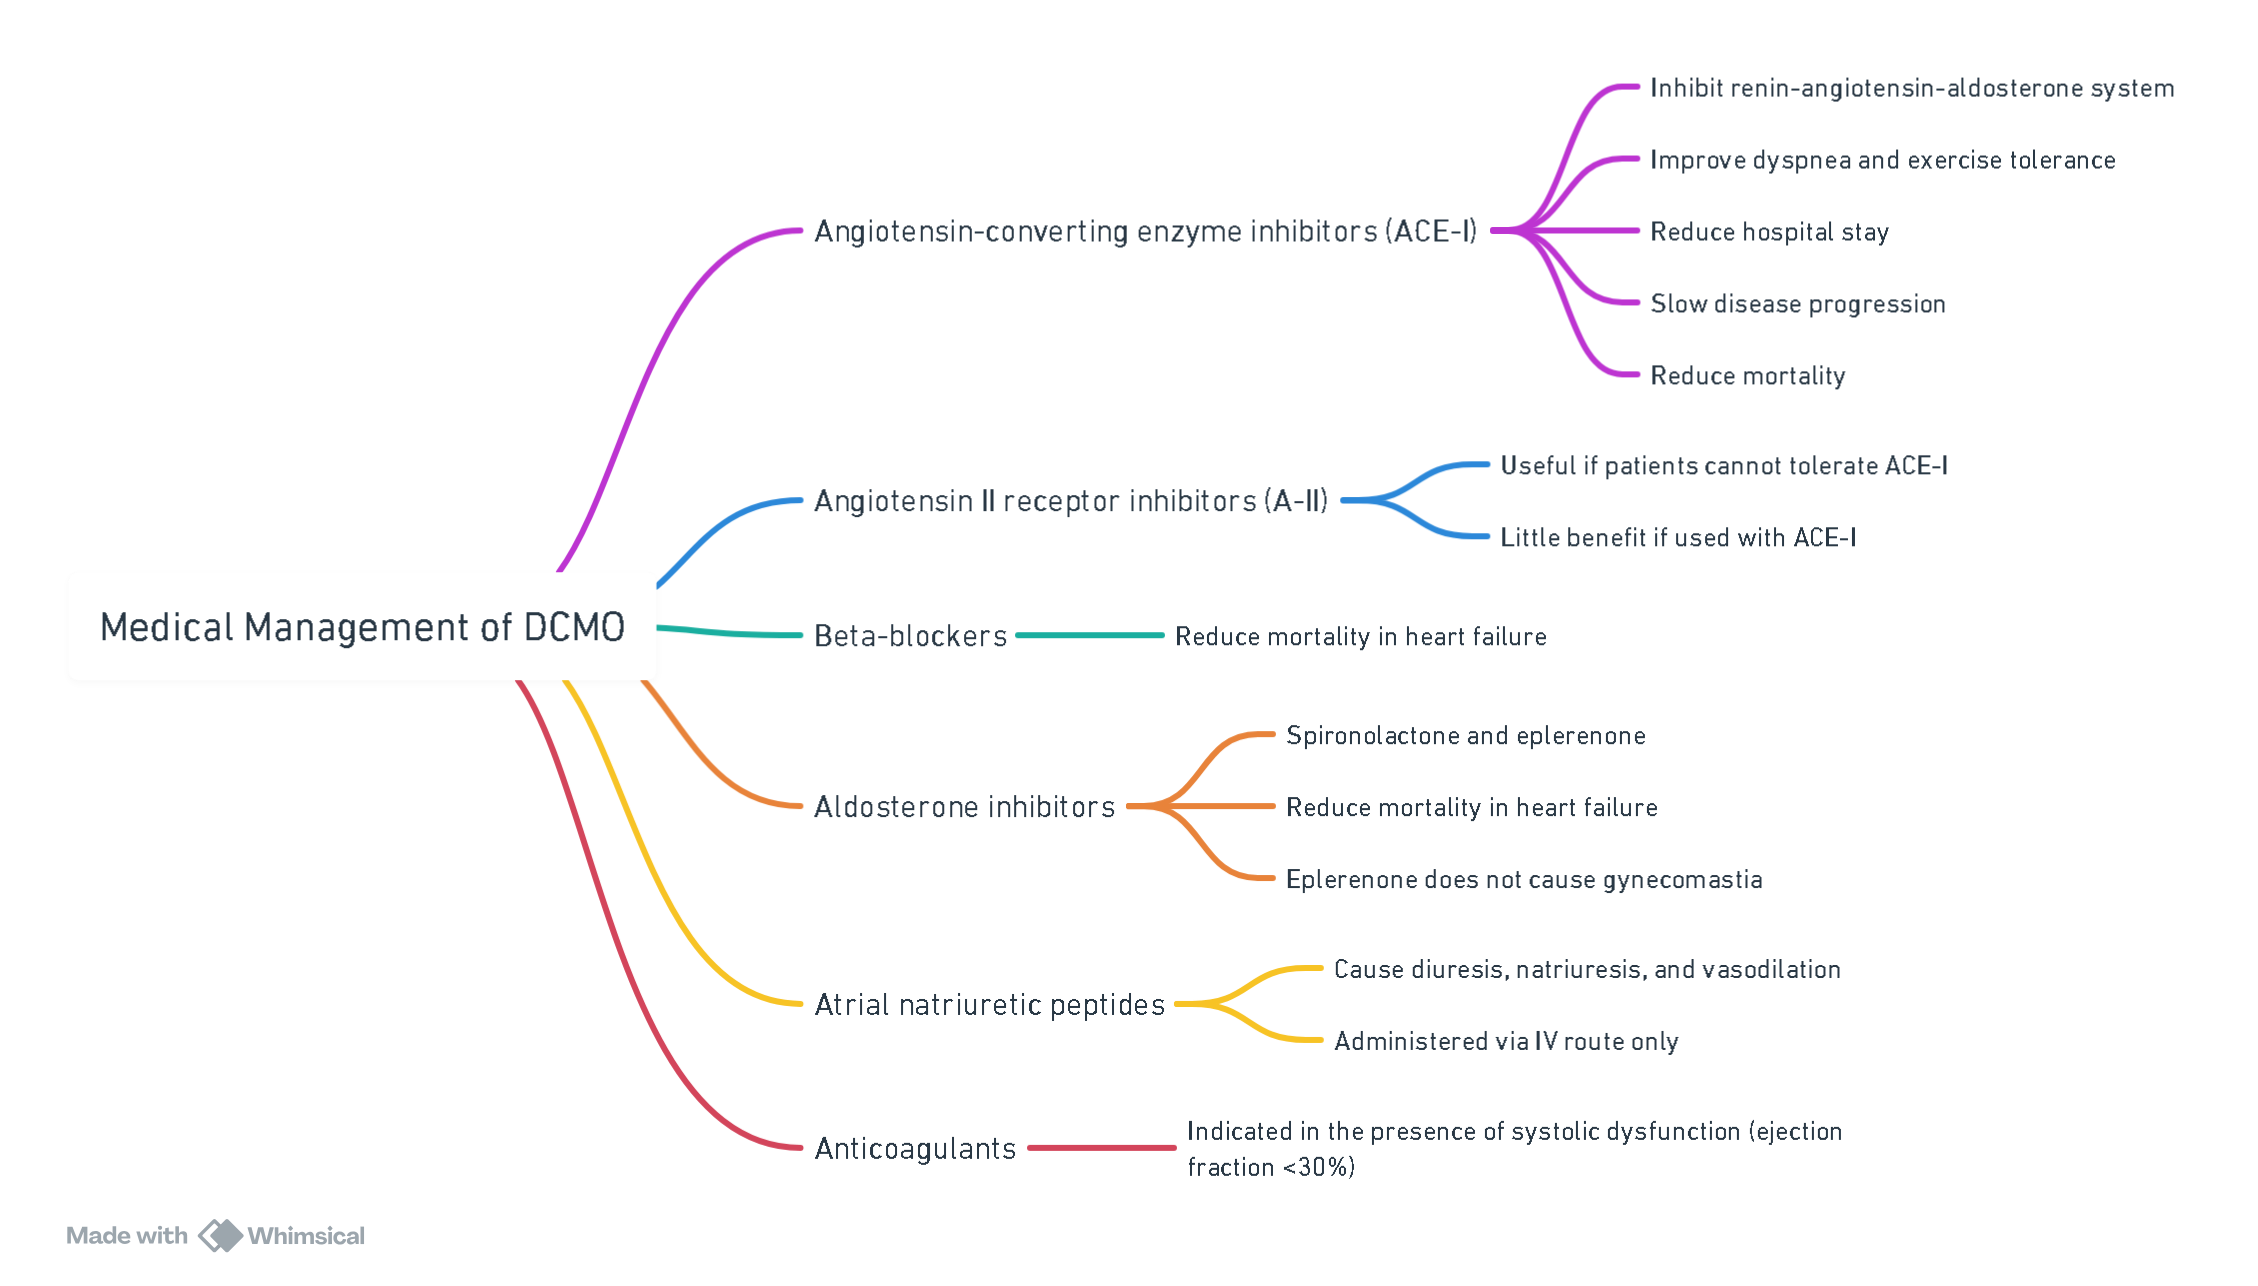 Medical Management of DCMO
Angiotensin-converting enzyme inhibitors (ACE-I)
Inhibit renin-angiotensin-aldosterone system
Improve dyspnea and exercise tolerance
Reduce hospital stay
Slow disease progression
Reduce mortality
Angiotensin II receptor inhibitors (A-II)
Useful if patients cannot tolerate ACE-I
Little benefit if used with ACE-I
Beta-blockers
Reduce mortality in heart failure
Aldosterone inhibitors
Spironolactone and eplerenone
Reduce mortality in heart failure
Eplerenone does not cause gynecomastia
Atrial natriuretic peptides
Cause diuresis, natriuresis, and vasodilation
Administered via IV route only
Anticoagulants
Indicated in the presence of systolic dysfunction (ejection
fraction <30%)
Made with Whimsical